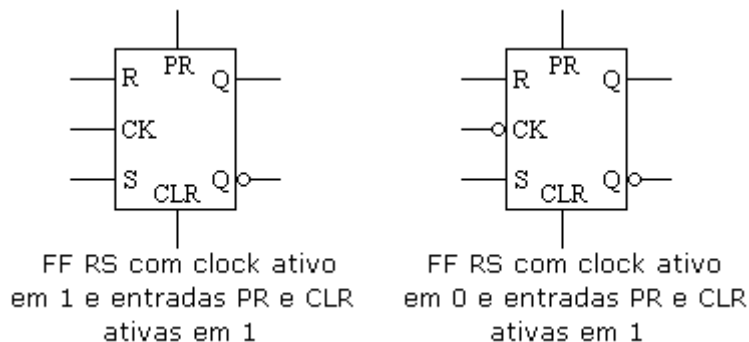 PR
R Q
CK
S Q
CLR
FF RS com clock ativo
em 1 e entradas PR e CLR
ativas em 1
PR
R Q
CK
S Q
CLR
FF RS com clock ativo
em 0 e entradas PR e CLR
ativas em 1